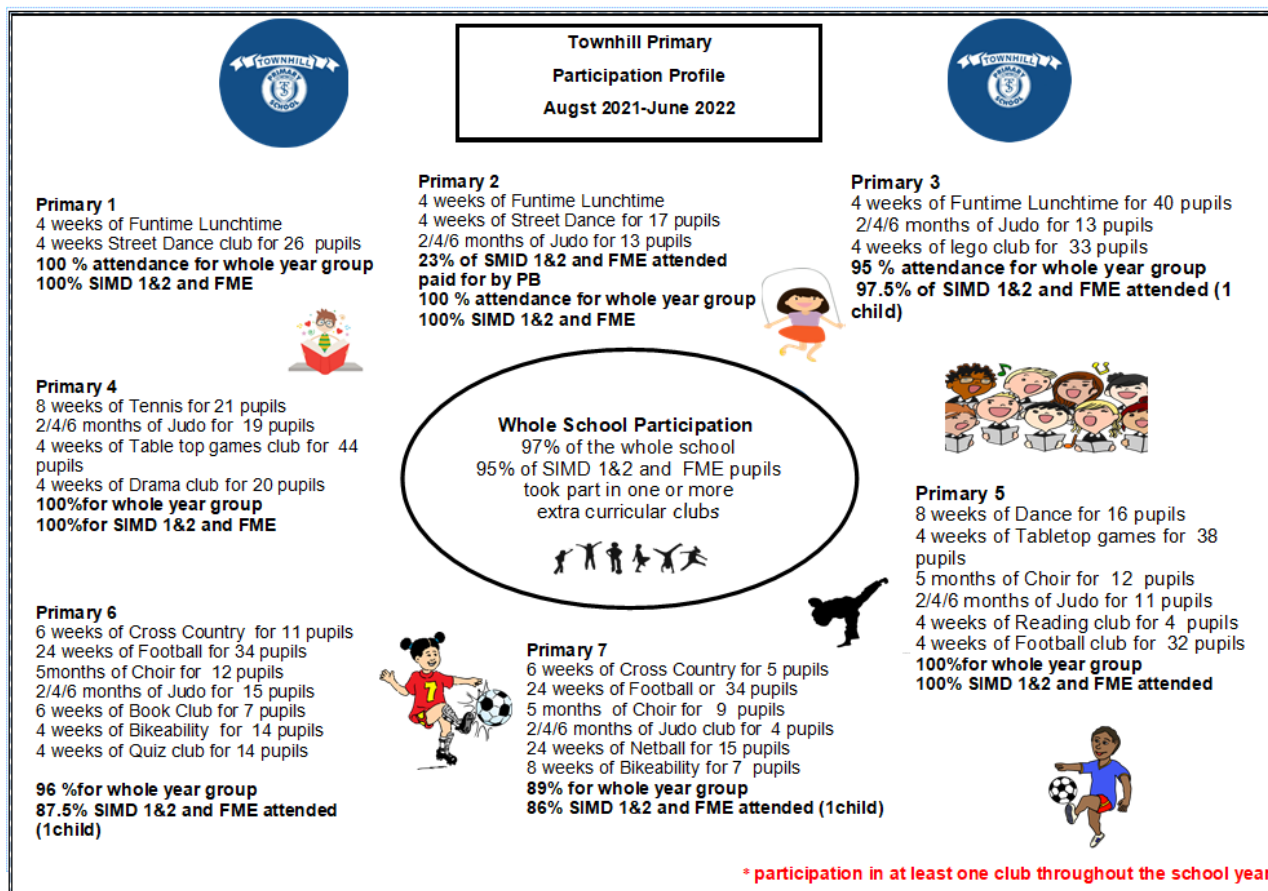 TOWNHILL
PRIMARY
SCHOOL
Townhill Primary
Participation Profile
Augst 2021-June 2022
TOWNHILL
PRIMARY
SCHOOL
Primary 1
4 weeks of Funtime Lunchtime
4 weeks Street Dance club for 26 pupils
100 % attendance for whole year group
100% SIMD 1&2 and FME
Primary 2
4 weeks of Funtime Lunchtime
4 weeks of Street Dance for 17 pupils
2/4/6 months of Judo for 13 pupils
23% of SMID 1&2 and FME attended
paid for by PB
100 % attendance for whole year group
100% SIMD 1&2 and FME
Primary 3
4 weeks of Funtime Lunchtime for 40 pupils
2/4/6 months of Judo for 13 pupils
4 weeks of lego club for 33 pupils
95 % attendance for whole year group
97.5% of SIMD 1&2 and FME attended (1
child)
Primary 4
8 weeks of Tennis for 21 pupils
2/4/6 months of Judo for 19 pupils
4 weeks of Table top games club for 44
pupils
4 weeks of Drama club for 20 pupils
100%for whole year group
100%for SIMD 1&2 and FME
Whole School Participation
97% of the whole school
95% of SIMD 1&2 and FME pupils
took part in one or more
extra curricular clubs
Primary 5
8 weeks of Dance for 16 pupils
4 weeks of Tabletop games for 38
pupils
5 months of Choir for 12 pupils
2/4/6 months of Judo for 11 pupils
4 weeks of Reading club for 4 pupils
4 weeks of Football club for 32 pupils
100%for whole year group
100% SIMD 1&2 and FME attended
Primary 6
6 weeks of Cross Country for 11 pupils
24 weeks of Football for 34 pupils
5months of Choir for 12 pupils
2/4/6 months of Judo for 15 pupils
6 weeks of Book Club for 7 pupils
4 weeks of Bikeability for 14 pupils
4 weeks of Quiz club for 14 pupils
96 %for whole year group
87.5% SIMD 1&2 and FME attended
(1child)
7
Primary 7
6 weeks of Cross Country for 5 pupils
24 weeks of Football or 34 pupils
5 months of Choir for 9 pupils
2/4/6 months of Judo club for 4 pupils
24 weeks of Netball for 15 pupils
8 weeks of Bikeability for 7 pupils
89% for whole year group
86% SIMD 1&2 and FME attended (1child)
* participation in at least one club throughout the school year